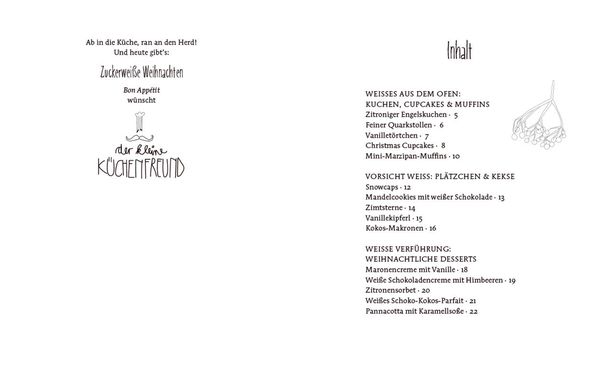 Ab in die Küche, ran an den Herd!
Und heute gibt's:
Zuckerweiße Weihnachten
Bon Appétit
wünscht
der kleine
KÜCHENFREUND
Inhalt
WEISSES AUS DEM OFEN:
KUCHEN, CUPCAKES & MUFFINS
Zitroniger Engelskuchen · 5
Feiner Quarkstollen · 6
Vanilletörtchen · 7
Christmas Cupcakes · 8
Mini-Marzipan-Muffins · 10
VORSICHT WEISS: PLÄTZCHEN & KEKSE
Snowcaps · 12
Mandelcookies mit weißer Schokolade · 13
Zimtsterne · 14
Vanillekipferl · 15
Kokos-Makronen · 16
WEISSE VERFÜHRUNG:
WEIHNACHTLICHE DESSERTS
Maronencreme mit Vanille · 18
Weiße Schokoladencreme mit Himbeeren · 19
Zitronensorbet · 20
Weißes Schoko-Kokos-Parfait · 21
Pannacotta mit Karamellsoße · 22